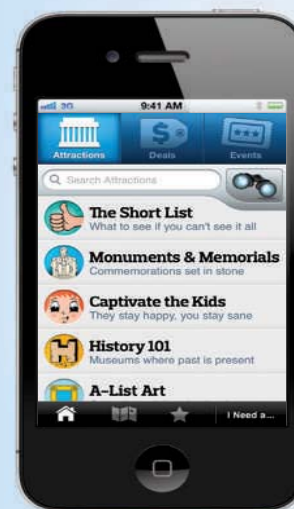 3G 9:41 AM
Attractions Deals Events
Search Attractions
The Short List
What to see if you can't see it all
Monuments & Memorials
Commemorations set in stone
Captivate the Kids
They stay happy, you stay sane
History 101
Museums where past is present
A-List Art
I Need a...